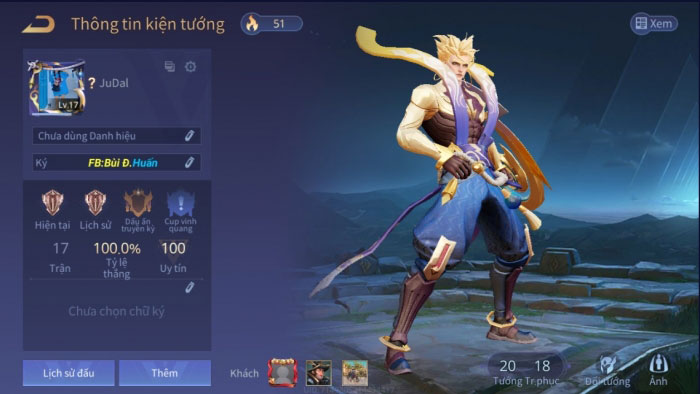 Thông tin kiện tướng
51
Xem
? JuDal
Lv 17
Chưa dùng Danh hiệu
Ký FB:Bùi Đ.Huấn
Hiện tại
Lịch sử
Dấu ấn truyền kỳ
Cup vinh quang
17
Trận
100.0%
Tỷ lệ thắng
100
Uy tín
Chưa chọn chữ ký
Lịch sử đấu
Thêm
Khách
20
Tướng
18
Tr.phục
Đối tướng
Ảnh